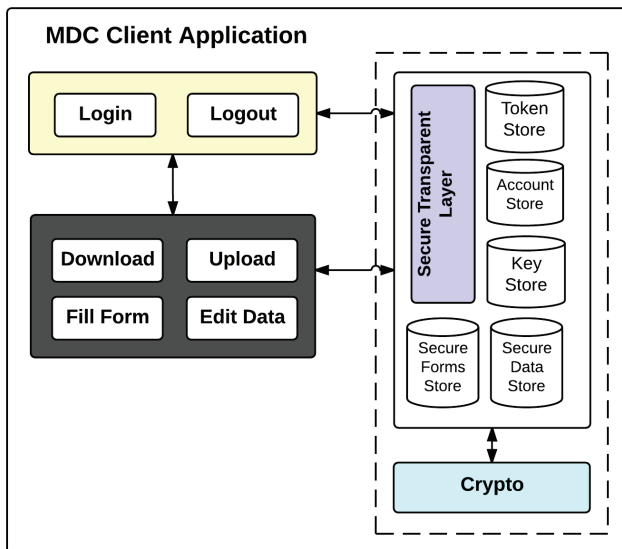 MDC Client Application
Login
Logout
Download
Upload
Fill Form
Edit Data
Secure Transparent
Layer
Token
Store
Account
Store
Key
Store
Secure
Forms
Store
Secure
Data
Store
Crypto